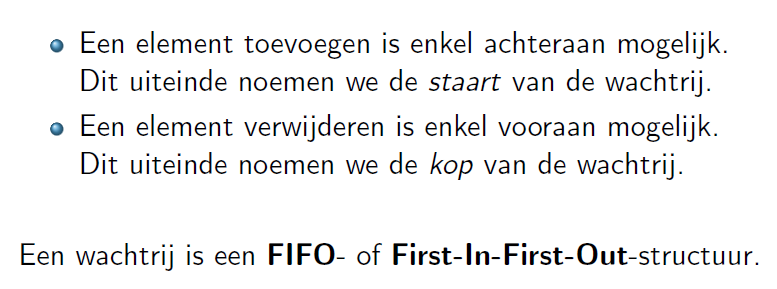 Een element toevoegen is enkel achteraan mogelijk.
Dit uiteinde noemen we de staart van de wachtrij.
Een element verwijderen is enkel vooraan mogelijk.
Dit uiteinde noemen we de kop van de wachtrij.
Een wachtrij is een FIFO- of First-In-First-Out-structuur.